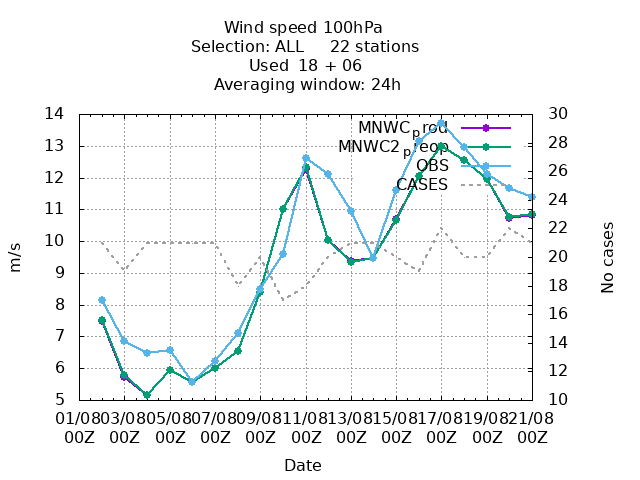 Wind speed 100hPa
Selection: ALL 22 stations
Used 18 + 06
Averaging window: 24h
14
13
12
11
10
9
8
7
6
5
m/s
30
28
26
24
22
20
18
16
14
12
10
No cases
MNWCprod
MNWC2preop
OBS
CASES
01/08 03/08 05/08 07/08 09/08 11/08 13/08 15/08 17/08 19/08 21/08
00Z 00Z 00Z 00Z 00Z 00Z 00Z 00Z 00Z 00Z 00Z
Date